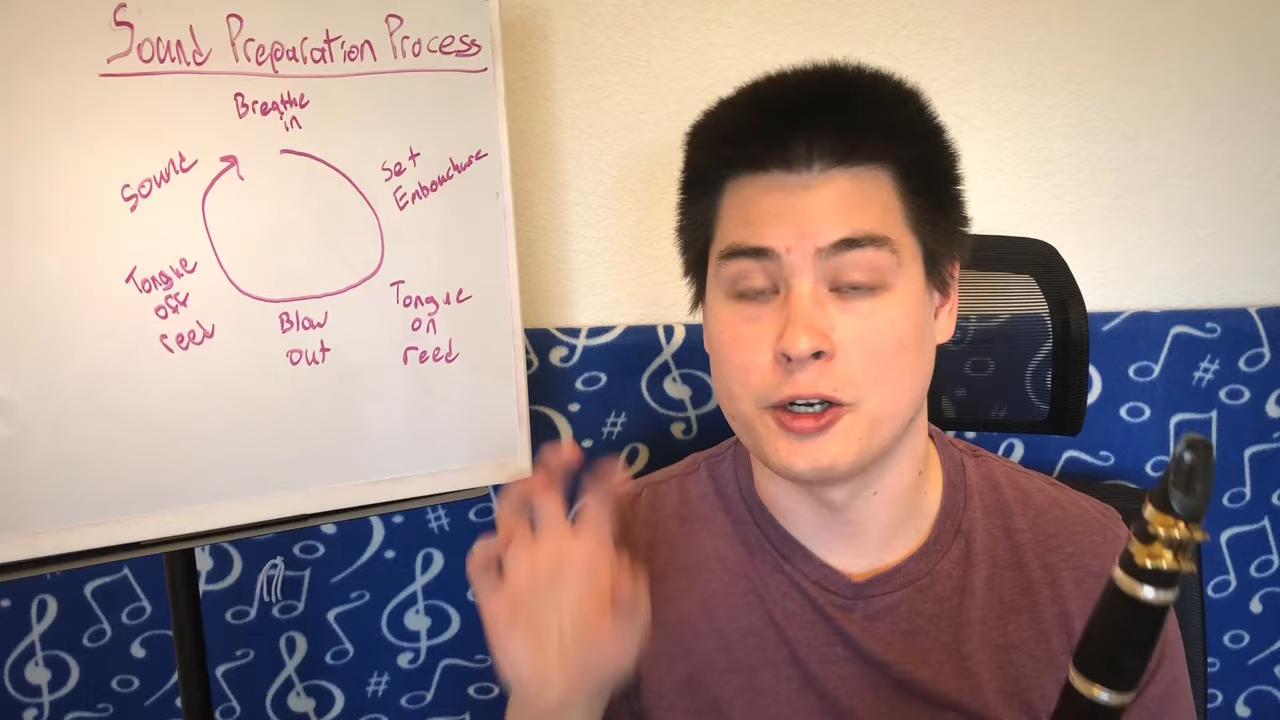 Sound Preparation Process
Breathe
in
Set
Embouchure
Tongue
on
reed
Blow
out
Tongue
off
reed
Sound